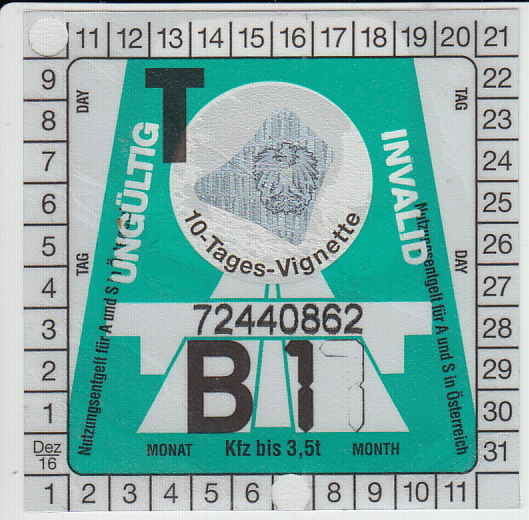 11 12 13 14 15 16 17 18 19 20 21
9 22
8 23
7 24
6 25
5 26
4 27
3 28
2 29
1 30
Dez
16 31
1 2 3 4 5 6 8 9 10 11
DAY
TAG
T
UNGÜLTIG
INVALID
10-Tages-Vignette
TAG
DAY
Nutzungsentgelt für A und S
Nutzungsentgelt für A und S in Österreich
72440862
B 1
MONAT Kfz bis 3,5t MONTH